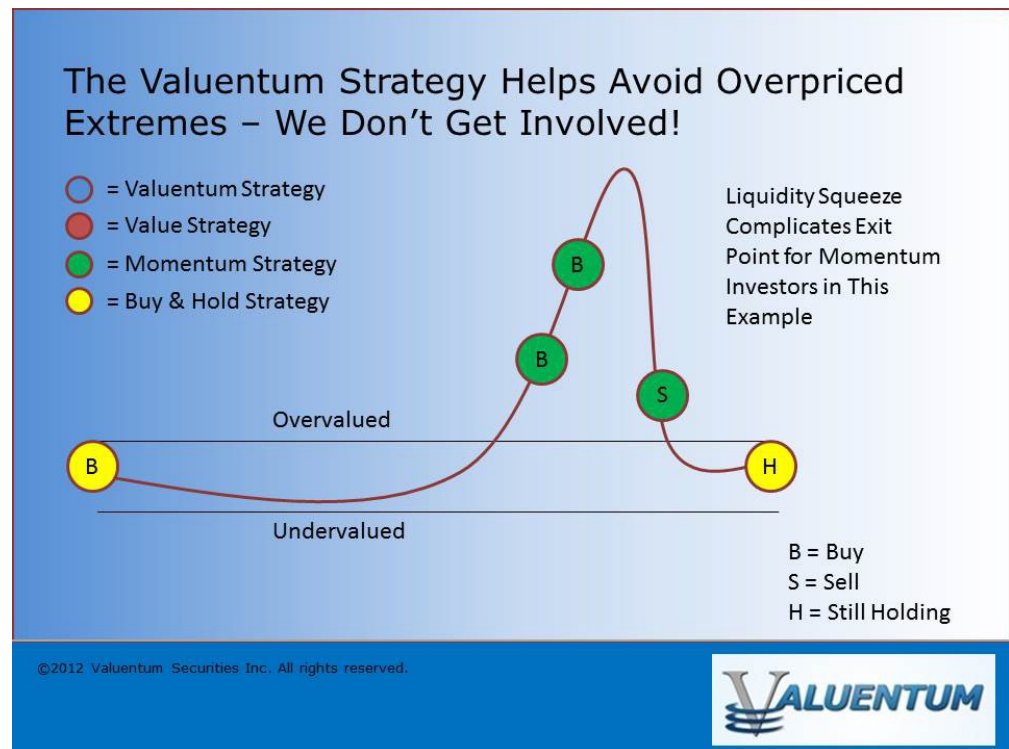 The Valuentum Strategy Helps Avoid Overpriced
Extremes – We Don't Get Involved!
= Valuentum Strategy
= Value Strategy
= Momentum Strategy
= Buy & Hold Strategy
Liquidity Squeeze
Complicates Exit
Point for Momentum
Investors in This
Example
B
B
S
Overvalued
B
H
Undervalued
B = Buy
S = Sell
H = Still Holding
©2012 Valuentum Securities Inc. All rights reserved.
VALUENTUM